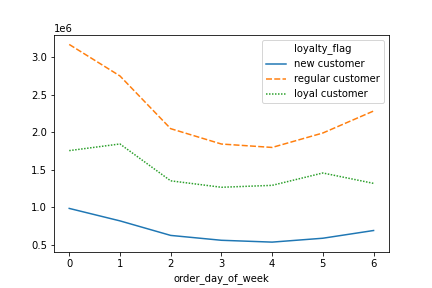 1e6
3.0
2.5
2.0
1.5
1.0
0.5
loyalty_flag
new customer
regular customer
loyal customer
0 1 2 3 4 5 6
order_day_of_week